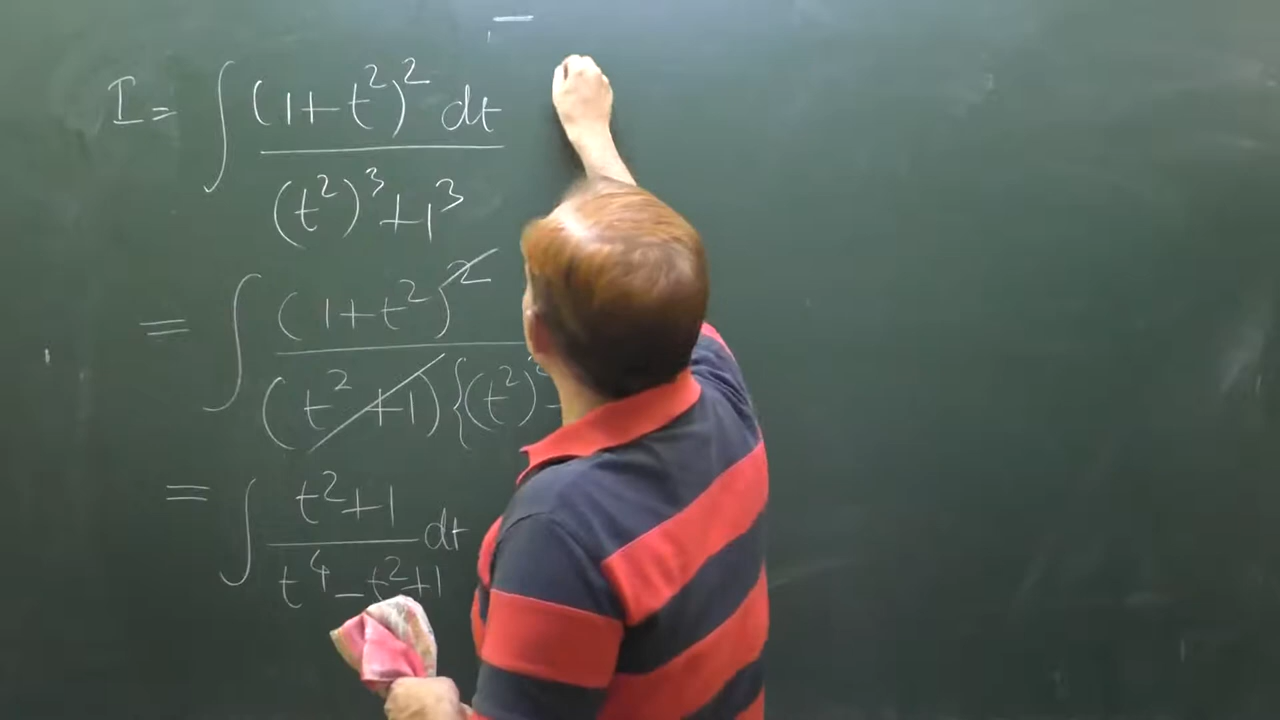 I = ∫ (1+t²)² dt / (t²)³+1³
= ∫ (1+t²)² / (t²+1){(t²)²-
= ∫ t²+1 / t⁴-t²+1 dt